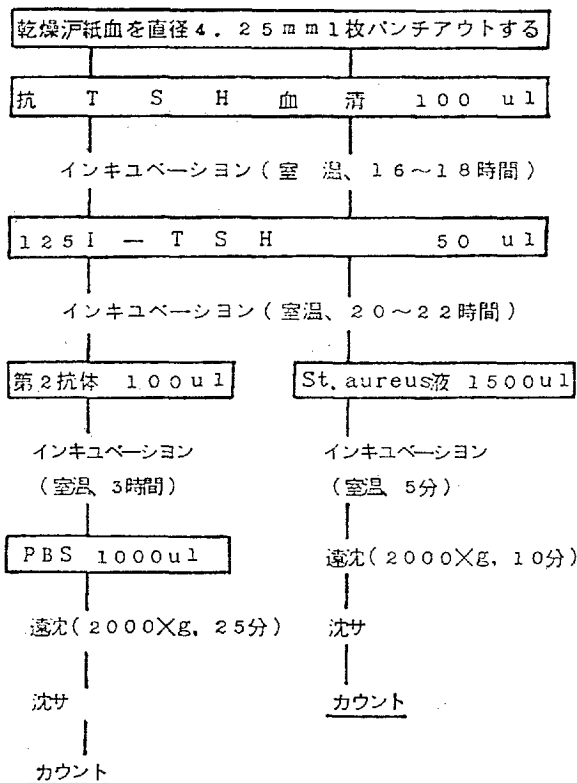 乾燥沪紙血を直径4.25mm1枚パンチアウトする
抗 T S H 血 清 100 ul
インキュベーション(室 温、16〜18時間)
125I — T S H 50 ul
インキュベーション(室温、20〜22時間)
第2抗体 100ul
インキュベーション
(室温、3時間)
PBS 1000ul
遠沈(2000×g, 25分)
沈サ
カウント
St.aureus液 1500ul
インキュベーション
(室温、5分)
遠沈(2000×g, 10分)
沈サ
カウント